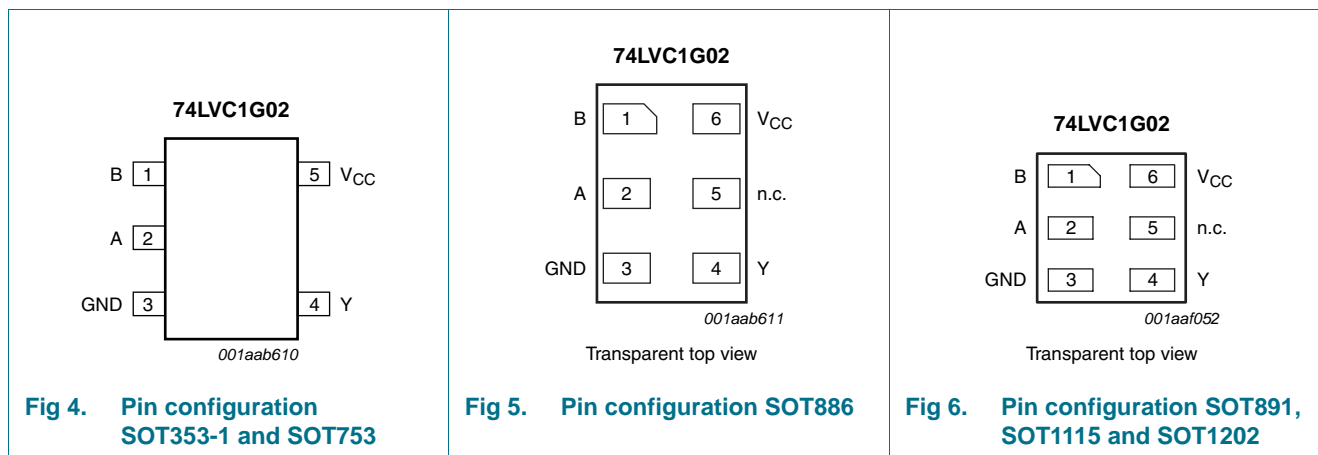 74LVC1G02
B 1 5 VCC
A 2
GND 3 4 Y
001aab610
Fig 4. Pin configuration
SOT353-1 and SOT753
74LVC1G02
B 1 6 VCC
A 2 5 n.c.
GND 3 4 Y
001aab611
Transparent top view
Fig 5. Pin configuration SOT886
74LVC1G02
B 1 6 VCC
A 2 5 n.c.
GND 3 4 Y
001aaf052
Transparent top view
Fig 6. Pin configuration SOT891,
SOT1115 and SOT1202